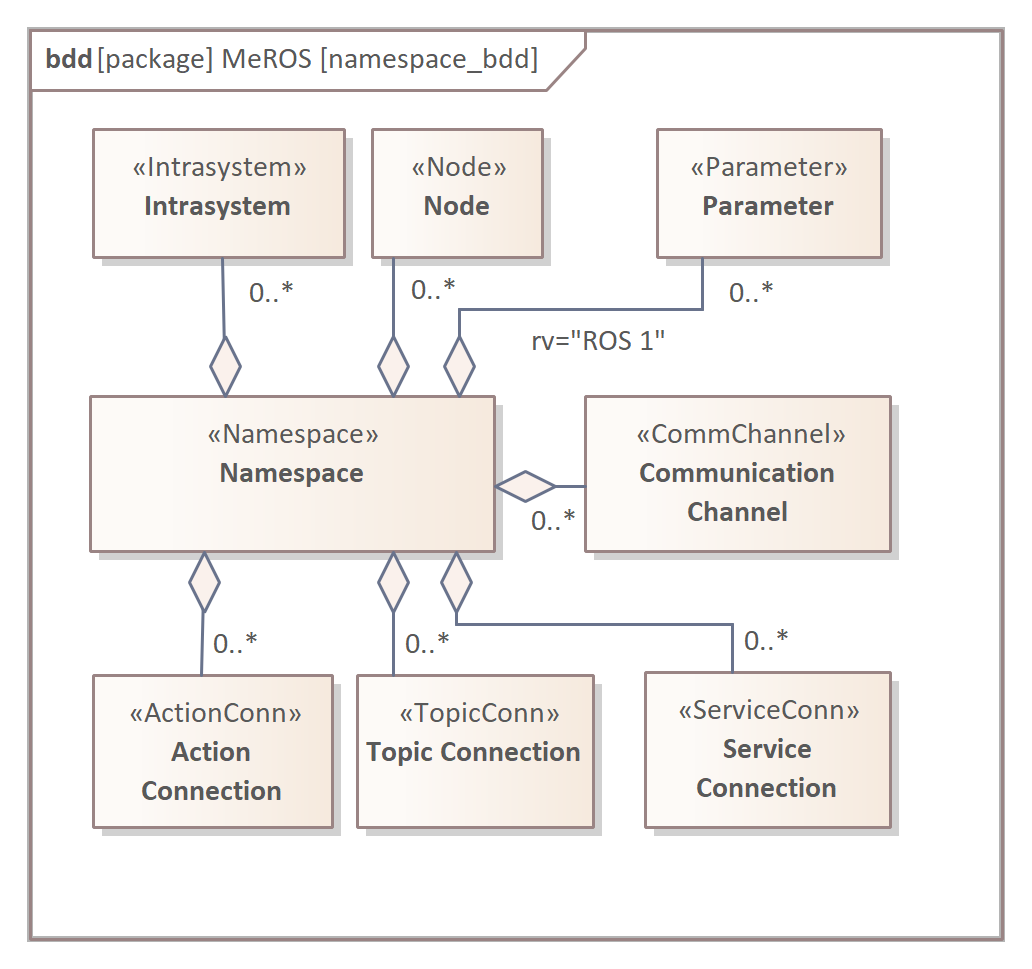 bdd [package] MeROS [namespace_bdd]
«Intrasystem»
Intrasystem
«Node»
Node
«Parameter»
Parameter
0..*
0..*
0..*
rv="ROS 1"
«Namespace»
Namespace
«CommChannel»
Communication
Channel
0..*
0..*
0..*
0..*
«ActionConn»
Action
Connection
«TopicConn»
Topic Connection
«ServiceConn»
Service
Connection